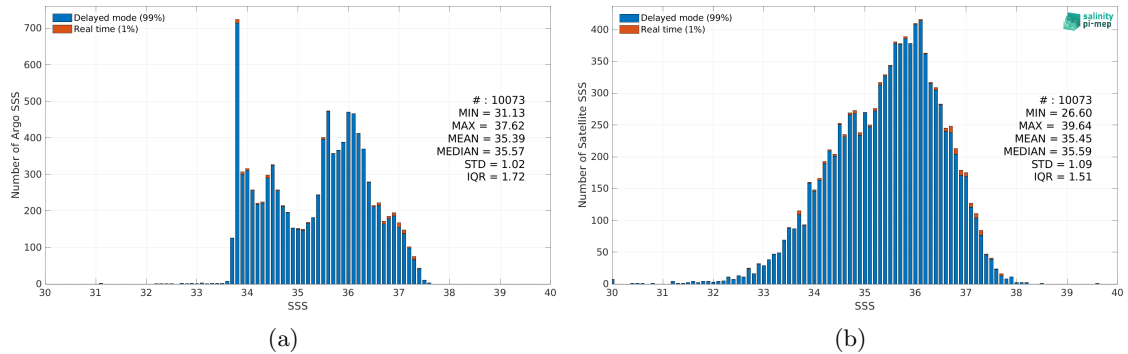 Delayed mode (99%)
Real time (1%)
Number of Argo SSS
800
700
600
500
400
300
200
100
0
# : 10073
MIN = 31.13
MAX = 37.62
MEAN = 35.39
MEDIAN = 35.57
STD = 1.02
IQR = 1.72
30 31 32 33 34 35 36 37 38 39 40
SSS
(a)
Delayed mode (99%)
Real time (1%)
salinity
pi-mep
Number of Satellite SSS
400
350
300
250
200
150
100
50
0
# : 10073
MIN = 26.60
MAX = 39.64
MEAN = 35.45
MEDIAN = 35.59
STD = 1.09
IQR = 1.51
30 31 32 33 34 35 36 37 38 39 40
SSS
(b)